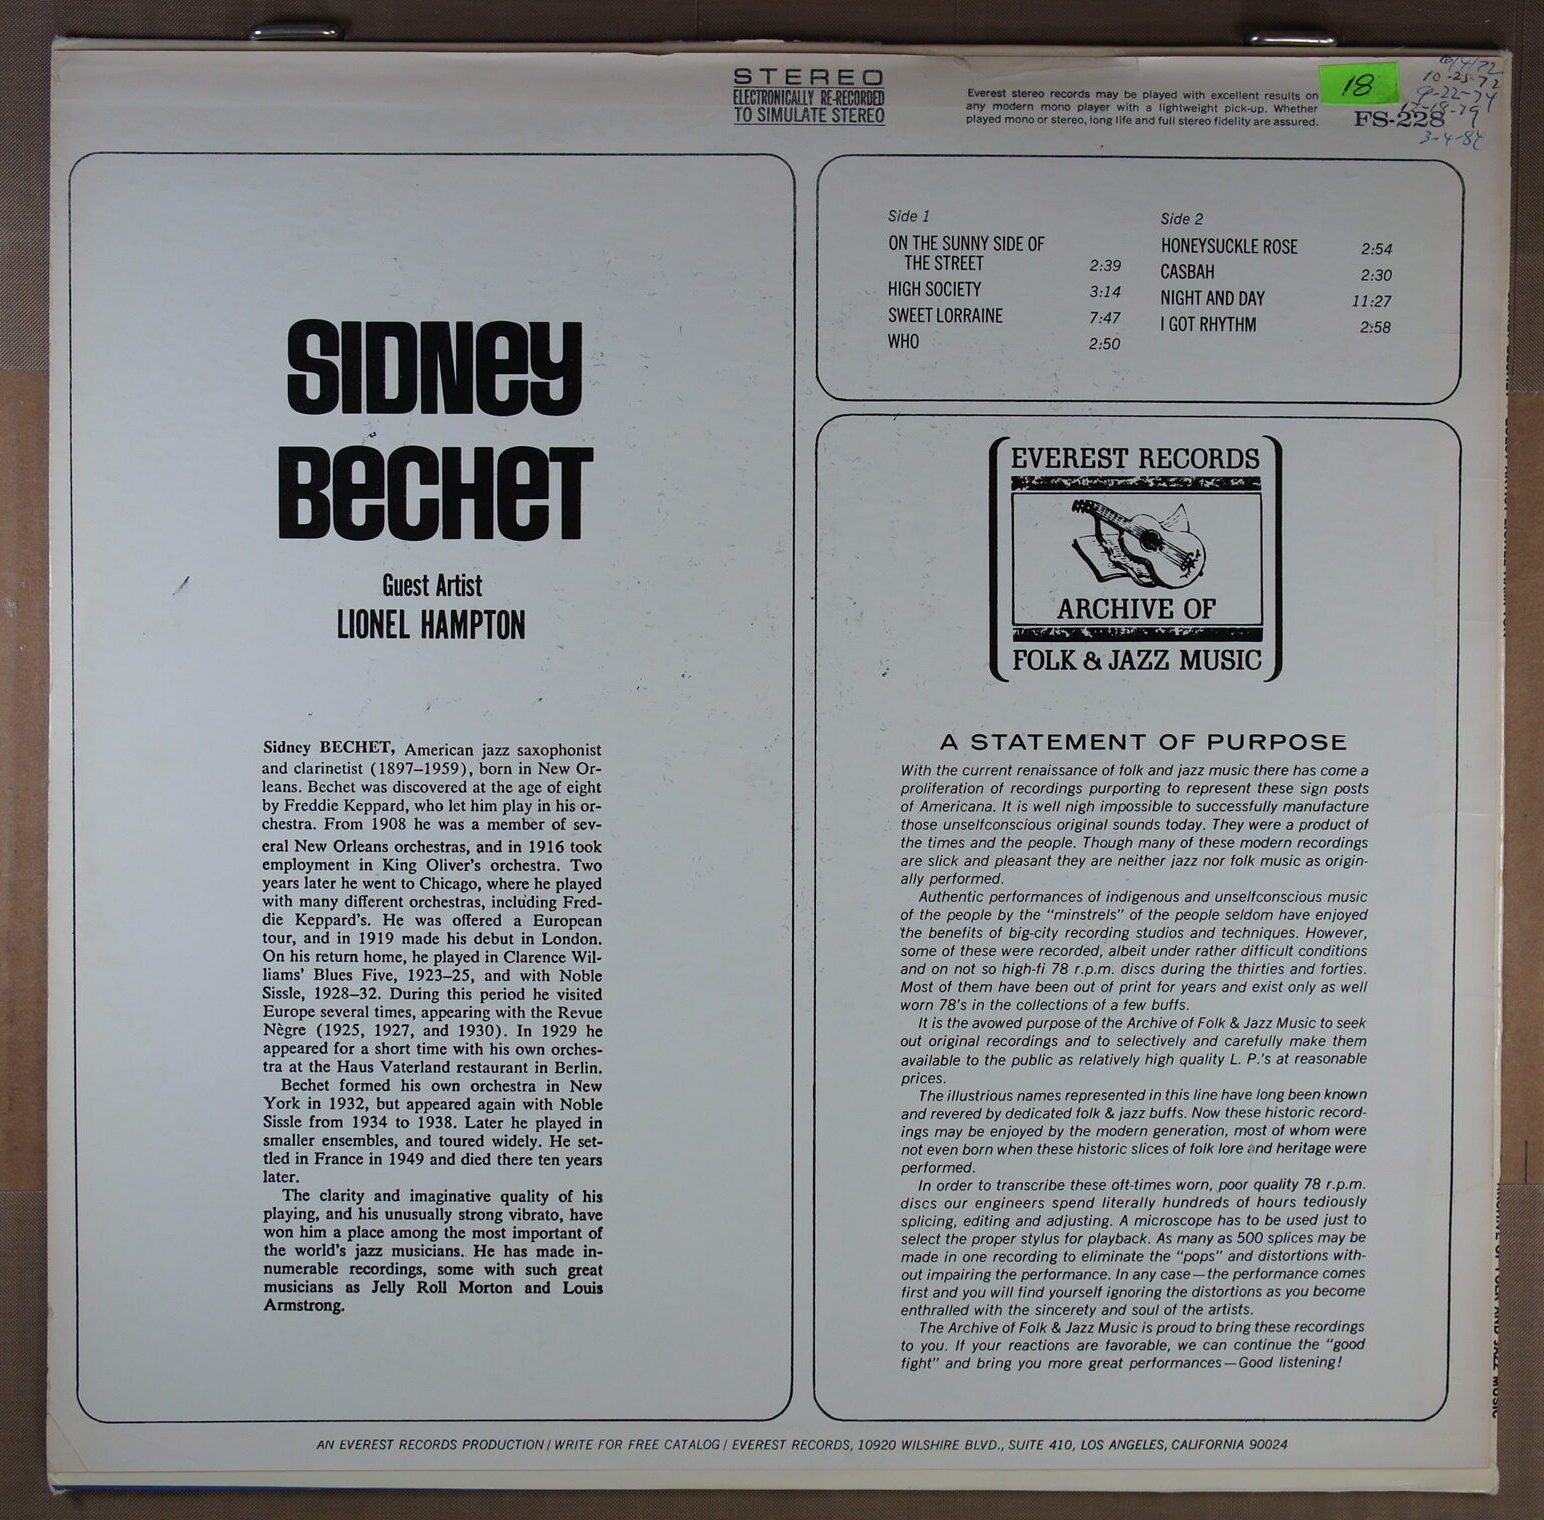 STEREO
ELECTRONICALLY RE-RECORDED
TO SIMULATE STEREO
Everest stereo records may be played with excellent results on
any modern mono player with a lightweight pick-up. Whether
played mono or stereo, long life and full stereo fidelity are assured.
18
10-25-72
9-22-74
FS-228
SIDNEY
BECHET
Guest Artist
LIONEL HAMPTON
Sidney BECHET, American jazz saxophonist
and clarinetist (1897–1959), born in New Or-
leans. Bechet was discovered at the age of eight
by Freddie Keppard, who let him play in his or-
chestra. From 1908 he was a member of sev-
eral New Orleans orchestras, and in 1916 took
employment in King Oliver's orchestra. Two
years later he went to Chicago, where he played
with many different orchestras, including Fred-
die Keppard's. He was offered a European
tour, and in 1919 made his debut in London.
On his return home, he played in Clarence Wil-
liams' Blues Five, 1923–25, and with Noble
Sissle, 1928–32. During this period he visited
Europe several times, appearing with the Revue
Nègre (1925, 1927, and 1930). In 1929 he
appeared for a short time with his own orches-
tra at the Haus Vaterland restaurant in Berlin.
Bechet formed his own orchestra in New
York in 1932, but appeared again with Noble
Sissle from 1934 to 1938. Later he played in
smaller ensembles, and toured widely. He set-
tled in France in 1949 and died there ten years
later.
The clarity and imaginative quality of his
playing, and his unusually strong vibrato, have
won him a place among the most important of
the world's jazz musicians. He has made in-
numerable recordings, some with such great
musicians as Jelly Roll Morton and Louis
Armstrong.
Side 1
ON THE SUNNY SIDE OF
THE STREET 2:39
HIGH SOCIETY 3:14
SWEET LORRAINE 7:47
WHO 2:50
Side 2
HONEYSUCKLE ROSE 2:54
CASBAH 2:30
NIGHT AND DAY 11:27
I GOT RHYTHM 2:58
EVEREST RECORDS
ARCHIVE OF
FOLK & JAZZ MUSIC
A STATEMENT OF PURPOSE
With the current renaissance of folk and jazz music there has come a
proliferation of recordings purporting to represent these sign posts
of Americana. It is well nigh impossible to successfully manufacture
those unselfconscious original sounds today. They were a product of
the times and the people. Though many of these modern recordings
are slick and pleasant they are neither jazz nor folk music as origin-
ally performed.
Authentic performances of indigenous and unselfconscious music
of the people by the "minstrels" of the people seldom have enjoyed
the benefits of big-city recording studios and techniques. However,
some of these were recorded, albeit under rather difficult conditions
and on not so high-fi 78 r.p.m. discs during the thirties and forties.
Most of them have been out of print for years and exist only as well
worn 78's in the collections of a few buffs.
It is the avowed purpose of the Archive of Folk & Jazz Music to seek
out original recordings and to selectively and carefully make them
available to the public as relatively high quality L. P.'s at reasonable
prices.
The illustrious names represented in this line have long been known
and revered by dedicated folk & jazz buffs. Now these historic record-
ings may be enjoyed by the modern generation, most of whom were
not even born when these historic slices of folk lore and heritage were
performed.
In order to transcribe these oft-times worn, poor quality 78 r.p.m.
discs our engineers spend literally hundreds of hours tediously
splicing, editing and adjusting. A microscope has to be used just to
select the proper stylus for playback. As many as 500 splices may be
made in one recording to eliminate the "pops" and distortions with-
out impairing the performance. In any case—the performance comes
first and you will find yourself ignoring the distortions as you become
enthralled with the sincerety and soul of the artists.
The Archive of Folk & Jazz Music is proud to bring these recordings
to you. If your reactions are favorable, we can continue the "good
fight" and bring you more great performances—Good listening!
AN EVEREST RECORDS PRODUCTION / WRITE FOR FREE CATALOG / EVEREST RECORDS, 10920 WILSHIRE BLVD., SUITE 410, LOS ANGELES, CALIFORNIA 90024